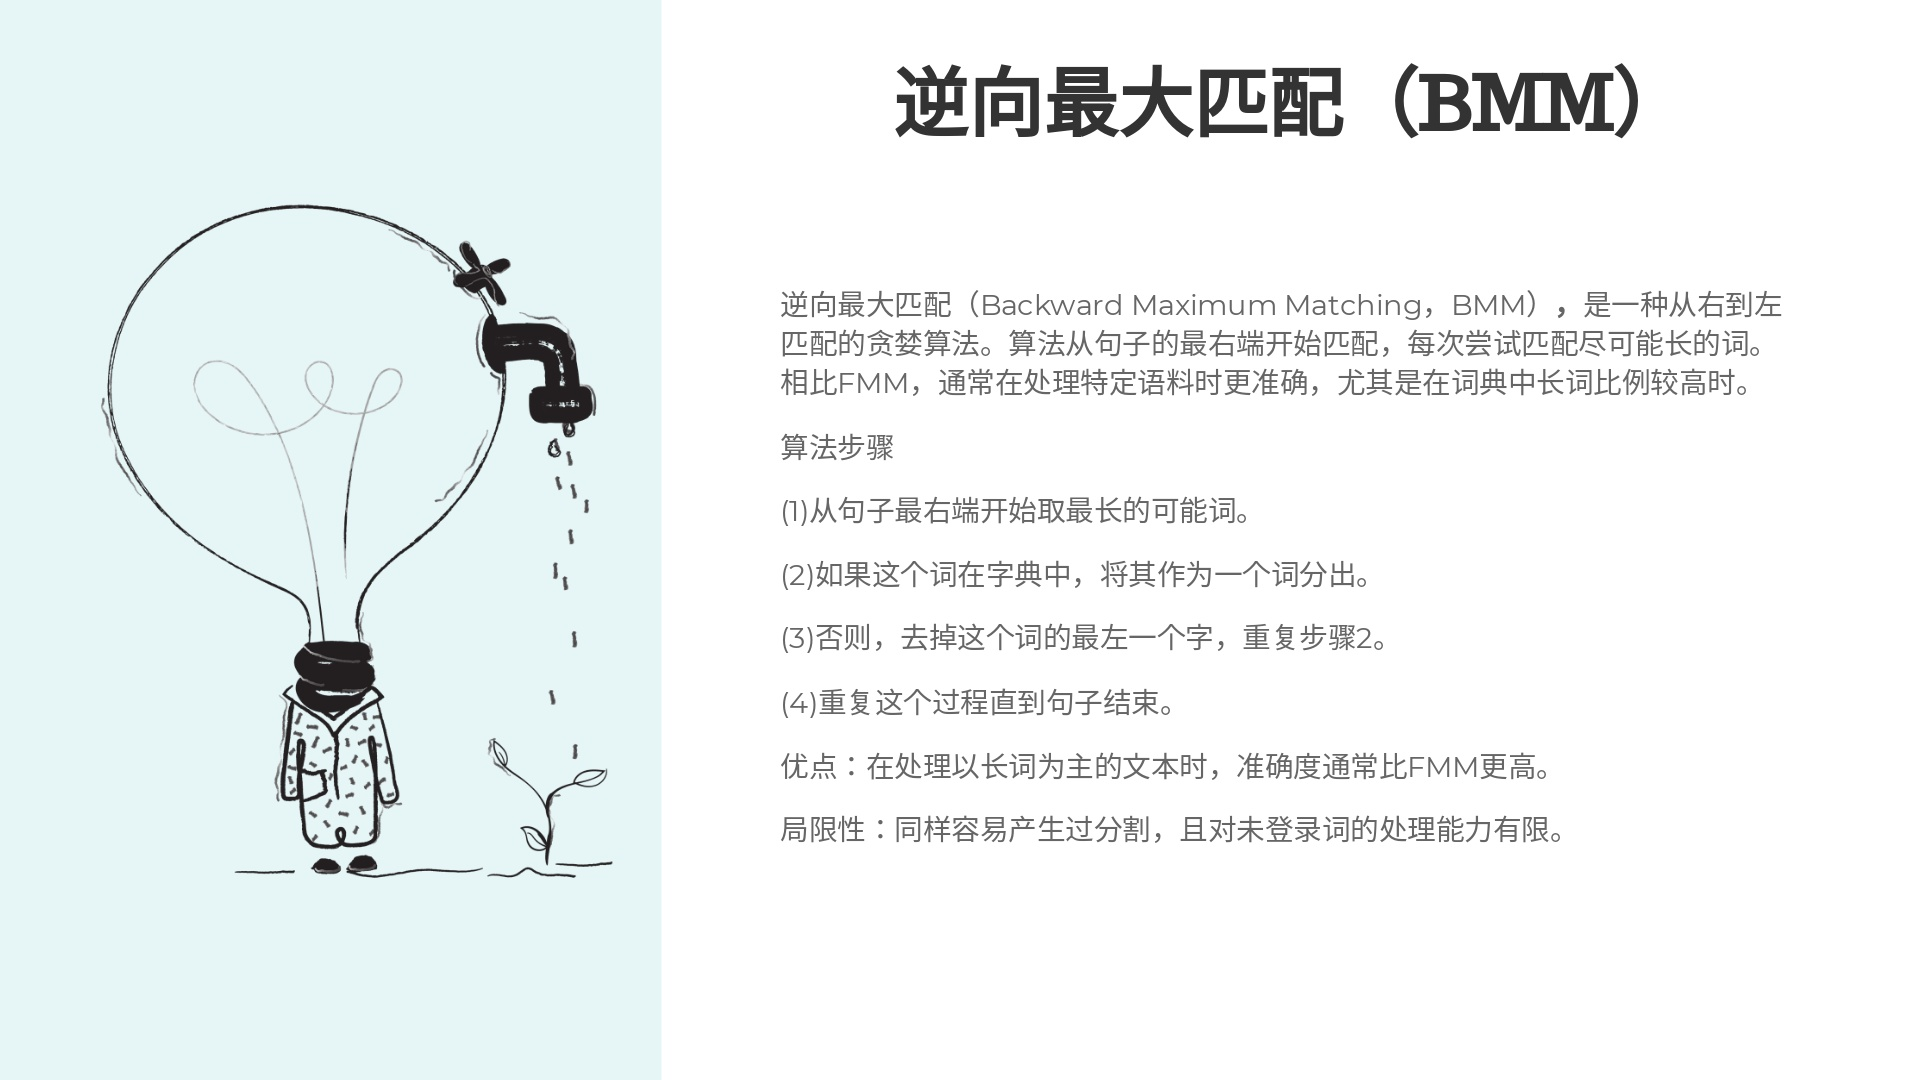 逆向最大匹配（BMM）
逆向最大匹配（Backward Maximum Matching，BMM），是一种从右到左
匹配的贪婪算法。算法从句子的最右端开始匹配，每次尝试匹配尽可能长的词。
相比FMM，通常在处理特定语料时更准确，尤其是在词典中长词比例较高时。
算法步骤
(1)从句子最右端开始取最长的可能词。
(2)如果这个词在字典中，将其作为一个词分出。
(3)否则，去掉这个词的最左一个字，重复步骤2。
(4)重复这个过程直到句子结束。
优点：在处理以长词为主的文本时，准确度通常比FMM更高。
局限性：同样容易产生过分割，且对未登录词的处理能力有限。